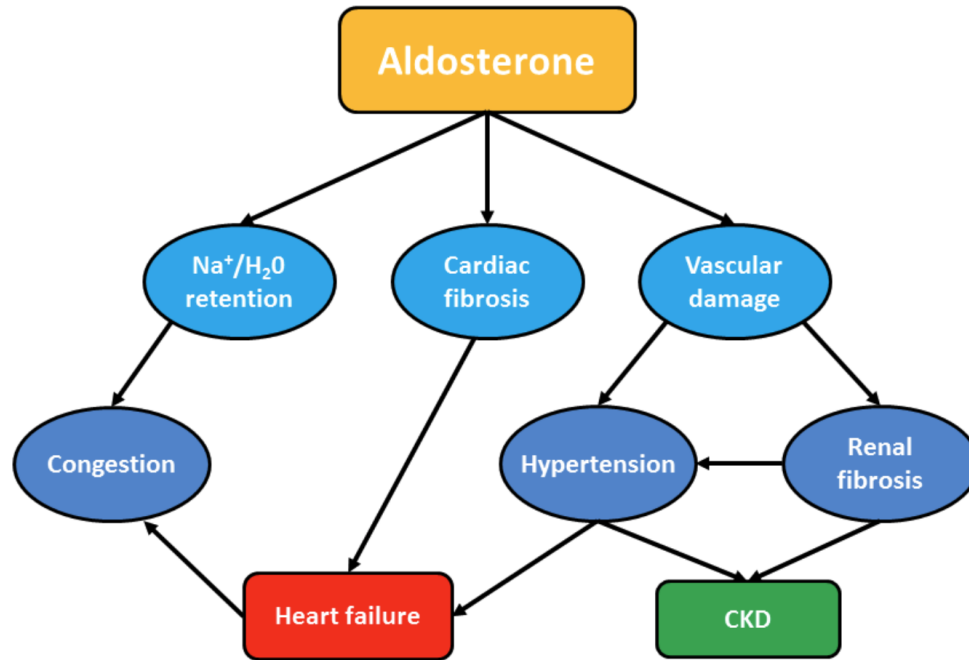 Aldosterone
Na⁺/H₂0
retention
Cardiac
fibrosis
Vascular
damage
Congestion
Hypertension
Renal
fibrosis
Heart failure
CKD